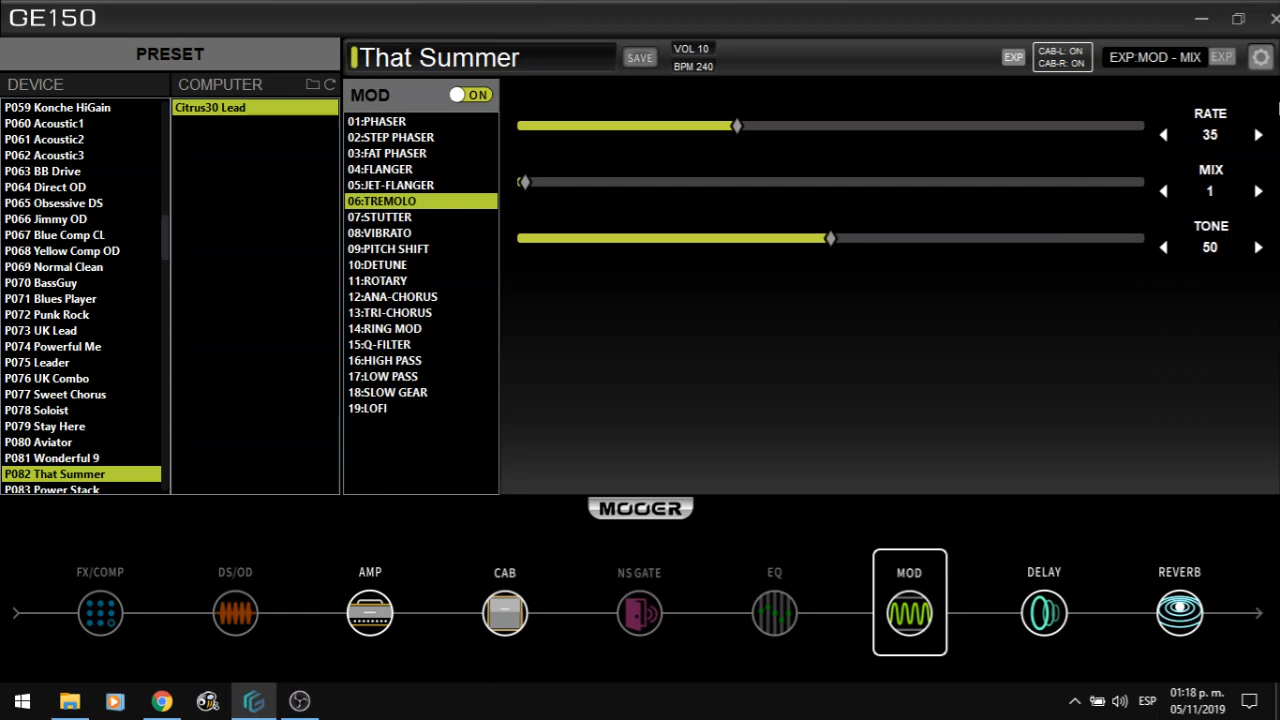 GE150
PRESET
DEVICE
COMPUTER
P059 Konche HiGain
P060 Acoustic1
P061 Acoustic2
P062 Acoustic3
P063 BB Drive
P064 Direct OD
P065 Obsessive DS
P066 Jimmy OD
P067 Blue Comp CL
P068 Yellow Comp OD
P069 Normal Clean
P070 BassGuy
P071 Blues Player
P072 Punk Rock
P073 UK Lead
P074 Powerful Me
P075 Leader
P076 UK Combo
P077 Sweet Chorus
P078 Soloist
P079 Stay Here
P080 Aviator
P081 Wonderful 9
P082 That Summer
P083 Power Stack
Citrus30 Lead
That Summer
SAVE
VOL 10
BPM 240
EXP
CAB-L: ON
CAB-R: ON
EXP:MOD - MIX
EXP
MOD
ON
01:PHASER
02:STEP PHASER
03:FAT PHASER
04:FLANGER
05:JET-FLANGER
06:TREMOLO
07:STUTTER
08:VIBRATO
09:PITCH SHIFT
10:DETUNE
11:ROTARY
12:ANA-CHORUS
13:TRI-CHORUS
14:RING MOD
15:Q-FILTER
16:HIGH PASS
17:LOW PASS
18:SLOW GEAR
19:LOFI
RATE
35
MIX
1
TONE
50
MOOER
FX/COMP
DS/OD
AMP
CAB
NS GATE
EQ
MOD
DELAY
REVERB
ESP
01:18 p. m.
05/11/2019